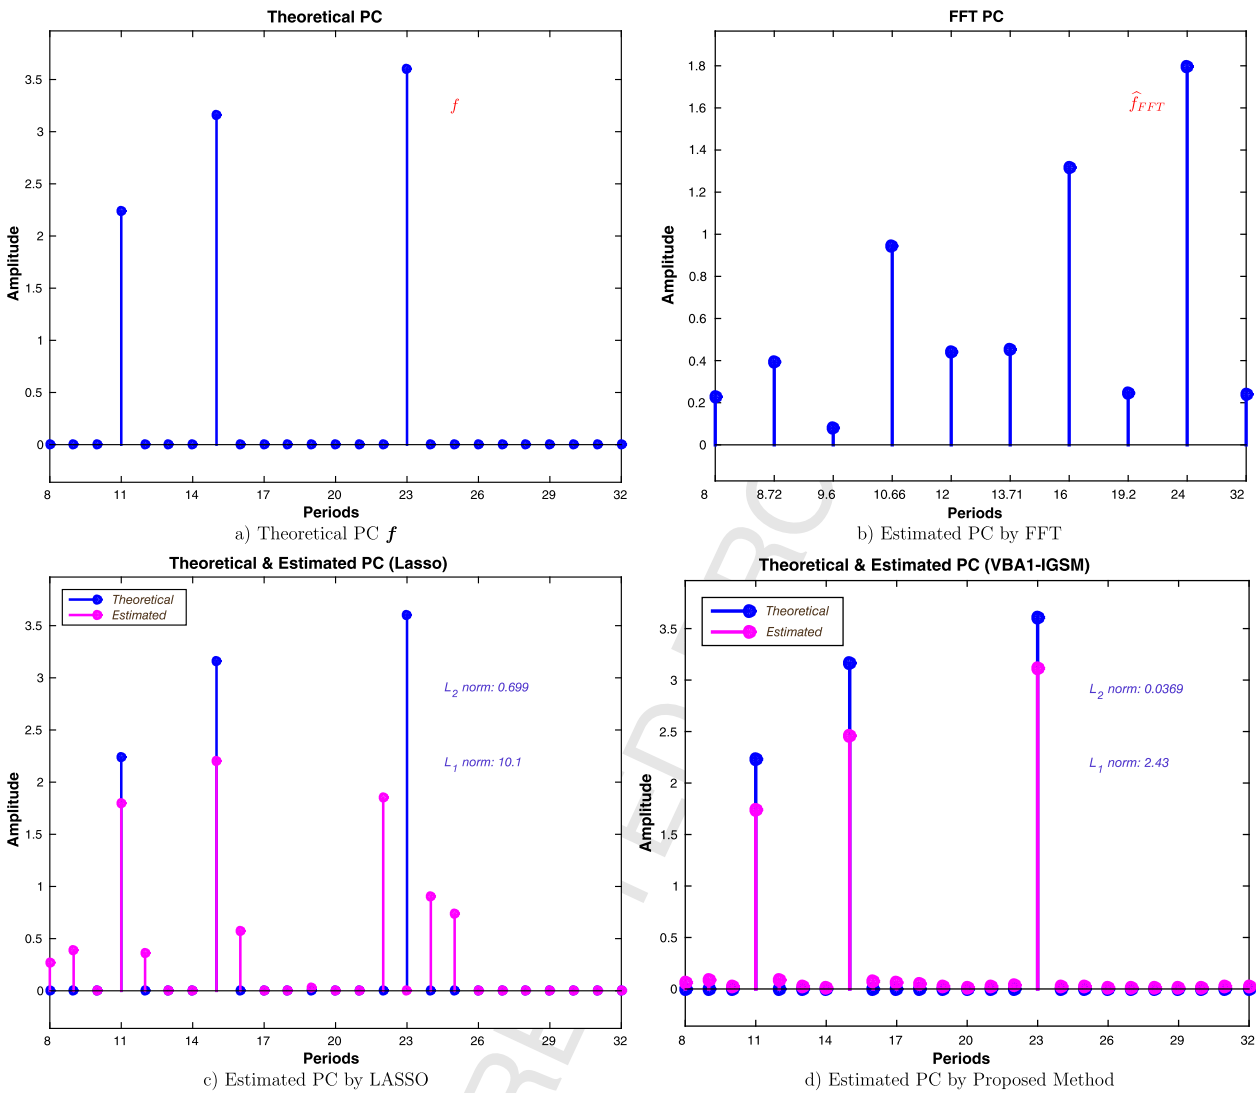 Theoretical PC
f
Amplitude
3.5
3
2.5
2
1.5
1
0.5
0
8 11 14 17 20 23 26 29 32
Periods
a) Theoretical PC f
FFT PC
f̂FFT
Amplitude
1.8
1.6
1.4
1.2
1
0.8
0.6
0.4
0.2
0
8 8.72 9.6 10.66 12 13.71 16 19.2 24 32
Periods
b) Estimated PC by FFT
Theoretical & Estimated PC (Lasso)
Theoretical
Estimated
L2 norm: 0.699
L1 norm: 10.1
Amplitude
3.5
3
2.5
2
1.5
1
0.5
0
8 11 14 17 20 23 26 29 32
Periods
c) Estimated PC by LASSO
Theoretical & Estimated PC (VBA1-IGSM)
Theoretical
Estimated
L2 norm: 0.0369
L1 norm: 2.43
Amplitude
3.5
3
2.5
2
1.5
1
0.5
0
8 11 14 17 20 23 26 29 32
Periods
d) Estimated PC by Proposed Method